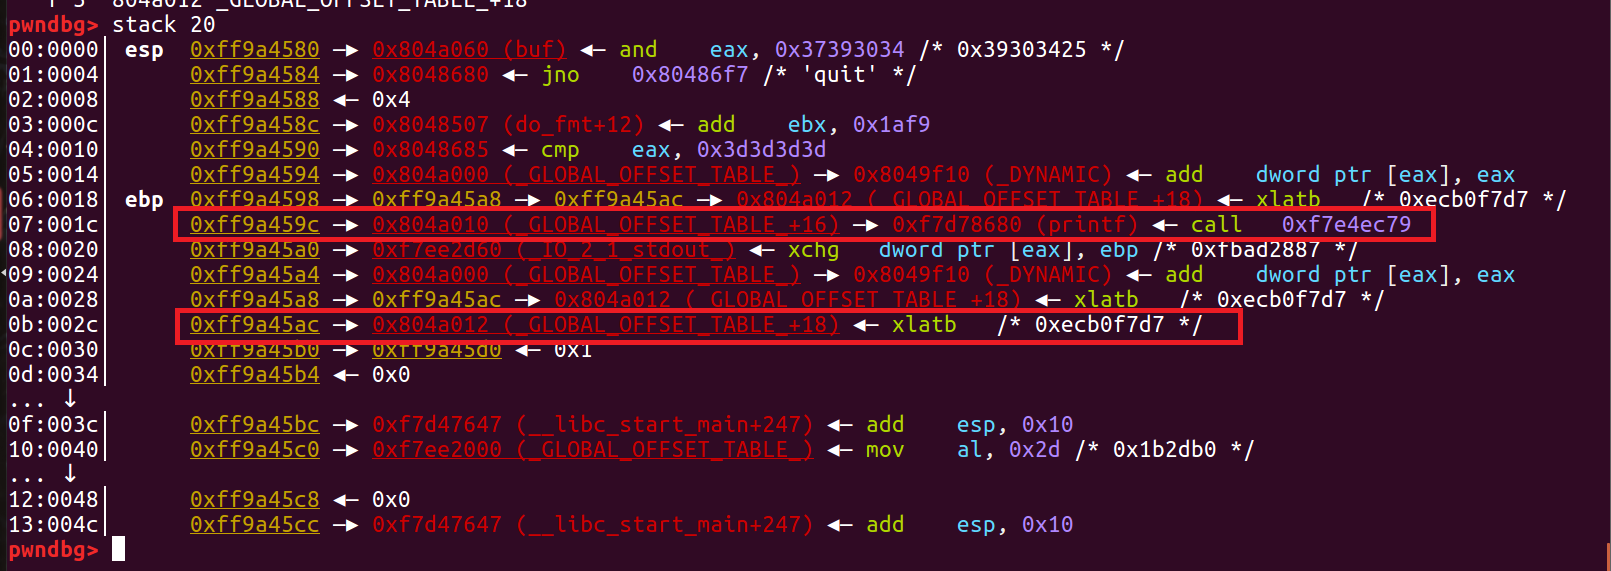 804a012 _GLOBAL_OFFSET_TABLE_+18
pwndbg> stack 20
00:0000│ esp 0xff9a4580 —▸ 0x804a060 (buf) ◂— and eax, 0x37393034 /* 0x39303425 */
01:0004│ 0xff9a4584 —▸ 0x8048680 ◂— jno 0x80486f7 /* 'quit' */
02:0008│ 0xff9a4588 ◂— 0x4
03:000c│ 0xff9a458c —▸ 0x8048507 (do_fmt+12) ◂— add ebx, 0x1af9
04:0010│ 0xff9a4590 —▸ 0x8048685 ◂— cmp eax, 0x3d3d3d3d
05:0014│ 0xff9a4594 —▸ 0x804a000 (_GLOBAL_OFFSET_TABLE_) —▸ 0x8049f10 (_DYNAMIC) ◂— add dword ptr [eax], eax
06:0018│ ebp 0xff9a4598 —▸ 0xff9a45a8 —▸ 0xff9a45ac —▸ 0x804a012 (_GLOBAL_OFFSET_TABLE_+18) ◂— xlatb /* 0xecb0f7d7 */
07:001c│ 0xff9a459c —▸ 0x804a010 (_GLOBAL_OFFSET_TABLE_+16) —▸ 0xf7d78680 (printf) ◂— call 0xf7e4ec79
08:0020│ 0xff9a45a0 —▸ 0xf7ee2d60 (_IO_2_1_stdout_) ◂— xchg dword ptr [eax], ebp /* 0xfbad2887 */
09:0024│ 0xff9a45a4 —▸ 0x804a000 (_GLOBAL_OFFSET_TABLE_) —▸ 0x8049f10 (_DYNAMIC) ◂— add dword ptr [eax], eax
0a:0028│ 0xff9a45a8 —▸ 0xff9a45ac —▸ 0x804a012 (_GLOBAL_OFFSET_TABLE_+18) ◂— xlatb /* 0xecb0f7d7 */
0b:002c│ 0xff9a45ac —▸ 0x804a012 (_GLOBAL_OFFSET_TABLE_+18) ◂— xlatb /* 0xecb0f7d7 */
0c:0030│ 0xff9a45b0 —▸ 0xff9a45d0 ◂— 0x1
0d:0034│ 0xff9a45b4 ◂— 0x0
... ↓
0f:003c│ 0xff9a45bc —▸ 0xf7d47647 (__libc_start_main+247) ◂— add esp, 0x10
10:0040│ 0xff9a45c0 —▸ 0xf7ee2000 (_GLOBAL_OFFSET_TABLE_) ◂— mov al, 0x2d /* 0x1b2db0 */
... ↓
12:0048│ 0xff9a45c8 ◂— 0x0
13:004c│ 0xff9a45cc —▸ 0xf7d47647 (__libc_start_main+247) ◂— add esp, 0x10
pwndbg>